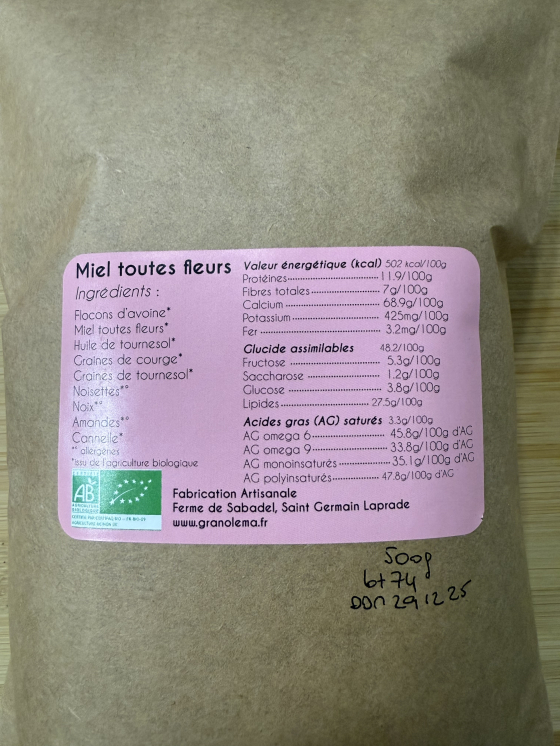 Miel toutes fleurs
Ingrédients :
Flocons d'avoine*
Miel toutes fleurs*
Huile de tournesol*
Graines de courge*
Graines de tournesol*
Noisettes*°
Noix*°
Amandes*°
Cannelle*
*° allergènes
*issu de l'agriculture biologique
Valeur énergétique (kcal) 502 kcal/100g
Protéines 11.9/100g
Fibres totales 7g/100g
Calcium 68.9g/100g
Potassium 425mg/100g
Fer 3.2mg/100g
Glucide assimilables 48.2/100g
Fructose 5.3g/100g
Saccharose 1.2g/100g
Glucose 3.8g/100g
Lipides 27.5g/100g
Acides gras (AG) saturés 3.3g/100g
AG omega 6 45.8g/100g d'AG
AG omega 9 33.8g/100g d'AG
AG monoinsaturés 35.1g/100g d'AG
AG polyinsaturés 47.8g/100g d'AG
AB
AGRICULTURE
BIOLOGIQUE
Fabrication Artisanale
Ferme de Sabadel, Saint Germain Laprade
www.granolema.fr
500g
lot 74
DDM 29 12 25